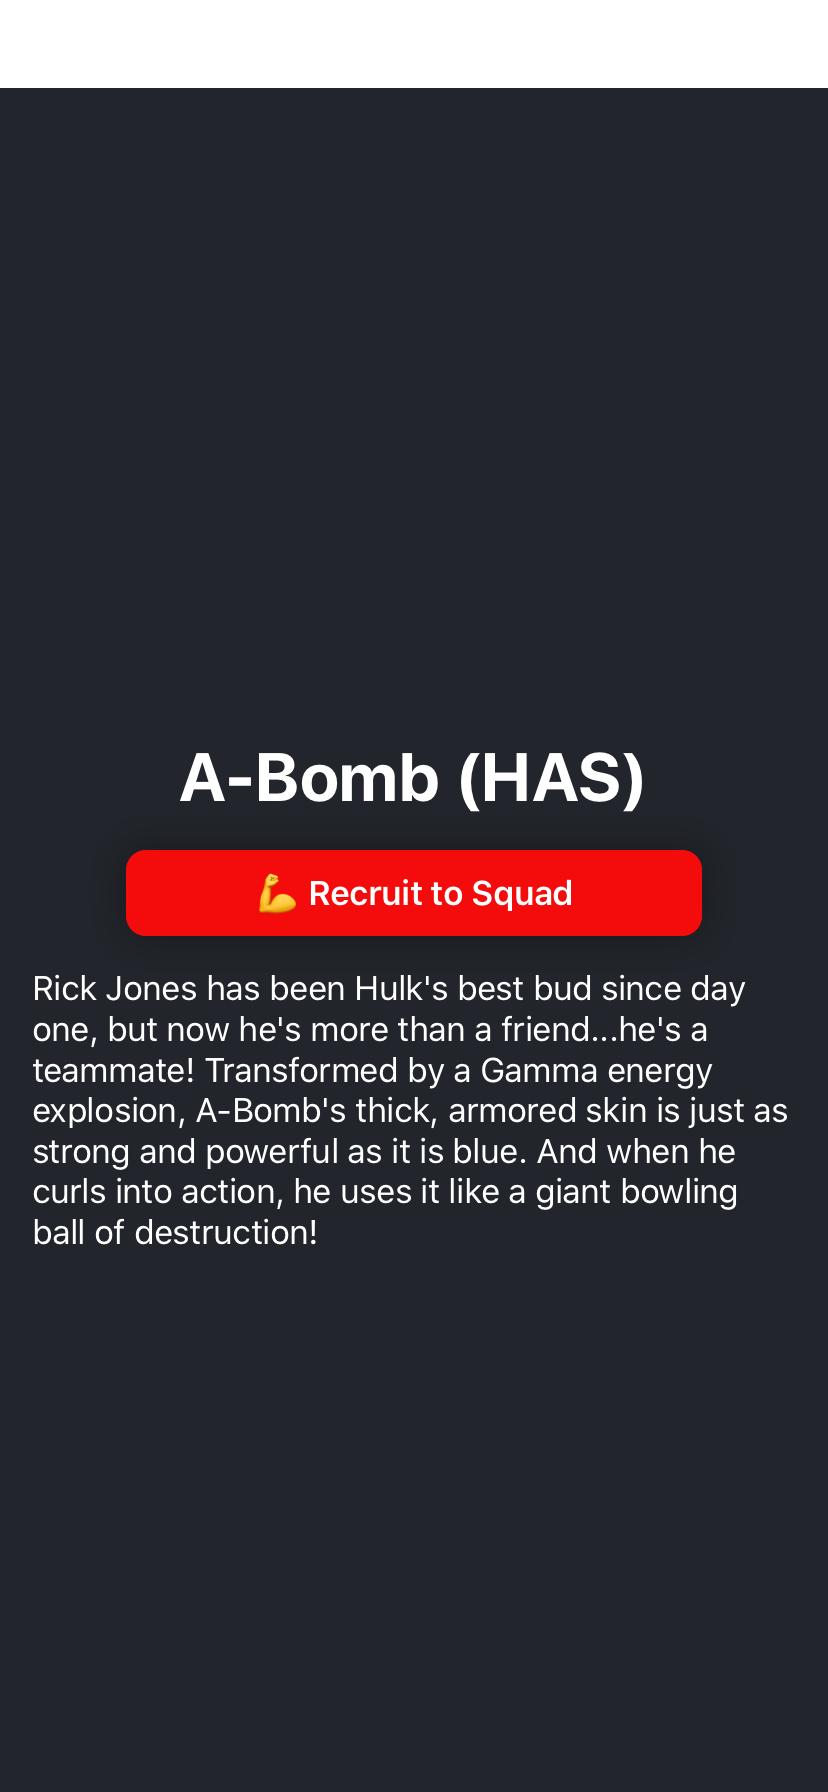 A-Bomb (HAS)
💪 Recruit to Squad
Rick Jones has been Hulk's best bud since day
one, but now he's more than a friend...he's a
teammate! Transformed by a Gamma energy
explosion, A-Bomb's thick, armored skin is just as
strong and powerful as it is blue. And when he
curls into action, he uses it like a giant bowling
ball of destruction!